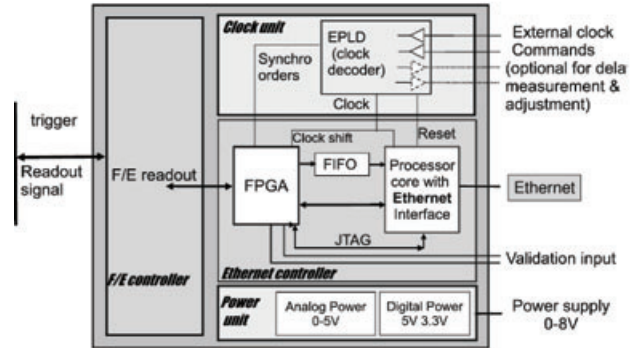 Clock unit
EPLD
(clock
decoder)
Synchro
orders
Clock
External clock
Commands
(optional for dela
measurement &
adjustment)
trigger
Readout
signal
F/E readout
F/E controller
Clock shift
Reset
FPGA
FIFO
Processor
core with
Ethernet
Interface
JTAG
Ethernet controller
Ethernet
Validation input
Power
unit
Analog Power
0-5V
Digital Power
5V 3.3V
Power supply
0-8V